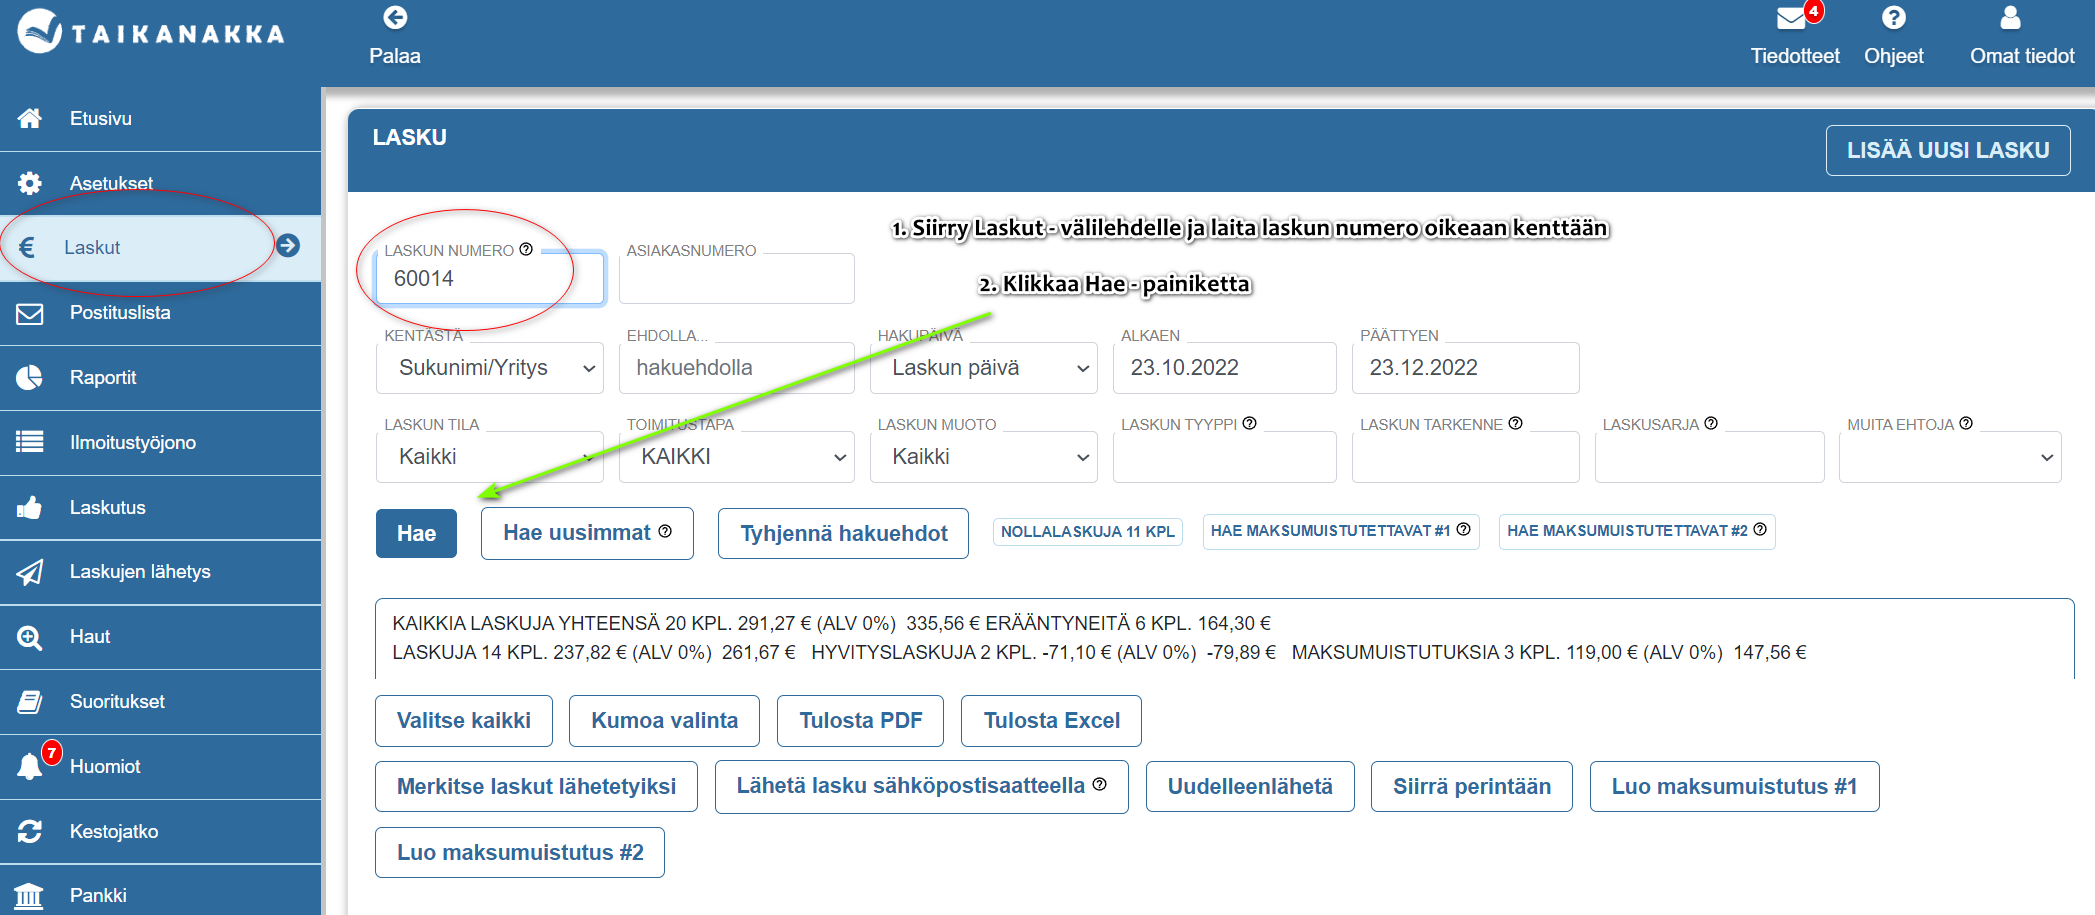 TAIKANAKKA
Palaa
4
Tiedotteet
Ohjeet
Omat tiedot
Etusivu
Asetukset
€ Laskut
Postituslista
Raportit
Ilmoitustyöjono
Laskutus
Laskujen lähetys
Haut
Suoritukset
7
Huomiot
Kestojatko
Pankki
LASKU
LISÄÄ UUSI LASKU
1. Siirry Laskut - välilehdelle ja laita laskun numero oikeaan kenttään
LASKUN NUMERO
60014
ASIAKASNUMERO
2. Klikkaa Hae - painiketta
KENTÄSTÄ
Sukunimi/Yritys
EHDOLLA...
hakuehdolla
HAKUPÄIVÄ
Laskun päivä
ALKAEN
23.10.2022
PÄÄTTYEN
23.12.2022
LASKUN TILA
Kaikki
TOIMITUSTAPA
KAIKKI
LASKUN MUOTO
Kaikki
LASKUN TYYPPI
LASKUN TARKENNE
LASKUSARJA
MUITA EHTOJA
Hae
Hae uusimmat
Tyhjennä hakuehdot
NOLLALASKUJA 11 KPL
HAE MAKSUMUISTUTETTAVAT #1
HAE MAKSUMUISTUTETTAVAT #2
KAIKKIA LASKUJA YHTEENSÄ 20 KPL. 291,27 € (ALV 0%) 335,56 € ERÄÄNTYNEITÄ 6 KPL. 164,30 €
LASKUJA 14 KPL. 237,82 € (ALV 0%) 261,67 € HYVITYSLASKUJA 2 KPL. -71,10 € (ALV 0%) -79,89 € MAKSUMUISTUTUKSIA 3 KPL. 119,00 € (ALV 0%) 147,56 €
Valitse kaikki
Kumoa valinta
Tulosta PDF
Tulosta Excel
Merkitse laskut lähetetyiksi
Lähetä lasku sähköpostisaatteella
Uudelleenlähetä
Siirrä perintään
Luo maksumuistutus #1
Luo maksumuistutus #2